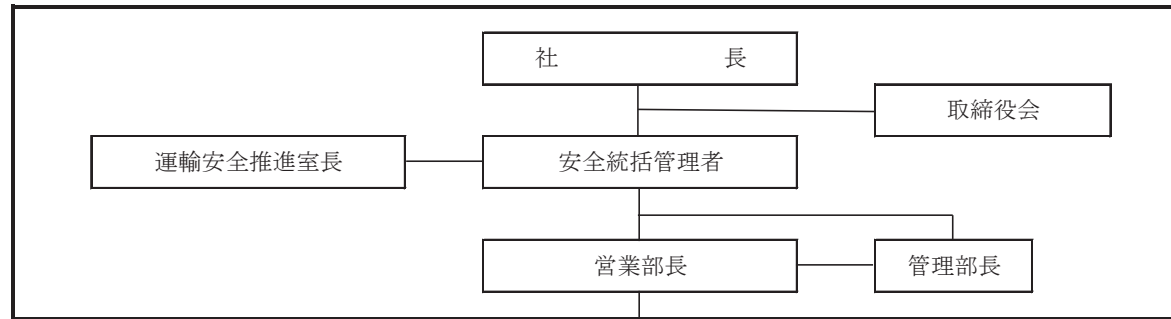 社　　　　長
取締役会
運輸安全推進室長
安全統括管理者
営業部長
管理部長